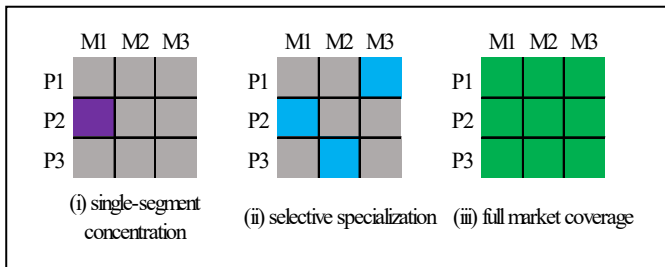 M1 M2 M3
P1
P2
P3
(i) single-segment
concentration
M1 M2 M3
P1
P2
P3
(ii) selective specialization
M1 M2 M3
P1
P2
P3
(iii) full market coverage